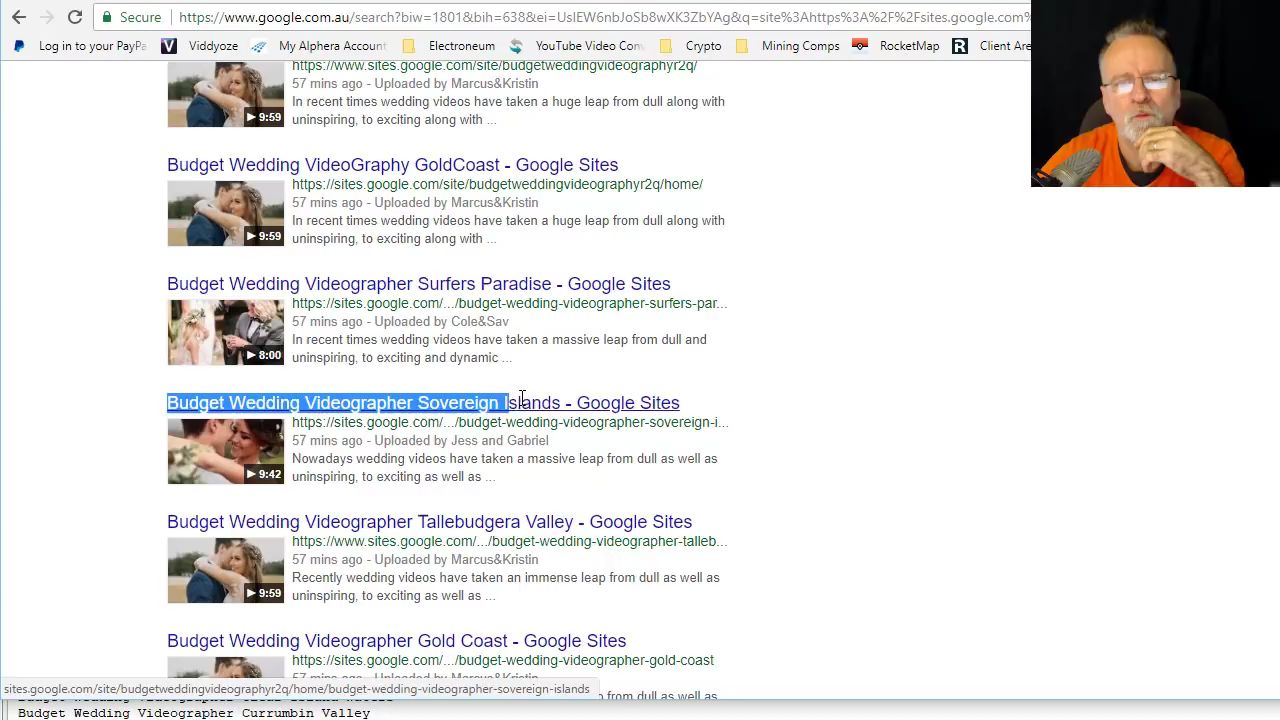 Secure https://www.google.com.au/search?biw=1801&bih=638&ei=UslEW6nbJoSb8wXK3ZbYAg&q=site%3Ahttps%3A%2F%2Fsites.google.com%
Log in to your PayPa Viddyoze My Alphera Account Electroneum YouTube Video Con Crypto Mining Comps RocketMap Client Are
https://www.sites.google.com/site/budgetweddingvideographyr2q/
57 mins ago - Uploaded by Marcus&Kristin
9:59
In recent times wedding videos have taken a huge leap from dull along with
uninspiring, to exciting along with ...
Budget Wedding VideoGraphy GoldCoast - Google Sites
https://sites.google.com/site/budgetweddingvideographyr2q/home/
57 mins ago - Uploaded by Marcus&Kristin
9:59
In recent times wedding videos have taken a huge leap from dull along with
uninspiring, to exciting along with ...
Budget Wedding Videographer Surfers Paradise - Google Sites
https://sites.google.com/.../budget-wedding-videographer-surfers-par...
57 mins ago - Uploaded by Cole&Sav
8:00
In recent times wedding videos have taken a massive leap from dull and
uninspiring, to exciting and dynamic ...
Budget Wedding Videographer Sovereign Islands - Google Sites
https://sites.google.com/.../budget-wedding-videographer-sovereign-i...
57 mins ago - Uploaded by Jess and Gabriel
9:42
Nowadays wedding videos have taken a massive leap from dull as well as
uninspiring, to exciting as well as ...
Budget Wedding Videographer Tallebudgera Valley - Google Sites
https://www.sites.google.com/.../budget-wedding-videographer-talleb...
57 mins ago - Uploaded by Marcus&Kristin
9:59
Recently wedding videos have taken an immense leap from dull as well as
uninspiring, to exciting as well as ...
Budget Wedding Videographer Gold Coast - Google Sites
https://sites.google.com/.../budget-wedding-videographer-gold-coast
57 mins ago - Uploaded by Marcus&Kristin
sites.google.com/site/budgetweddingvideographyr2q/home/budget-wedding-videographer-sovereign-islands
Budget Wedding Videographer Currumbin Valley